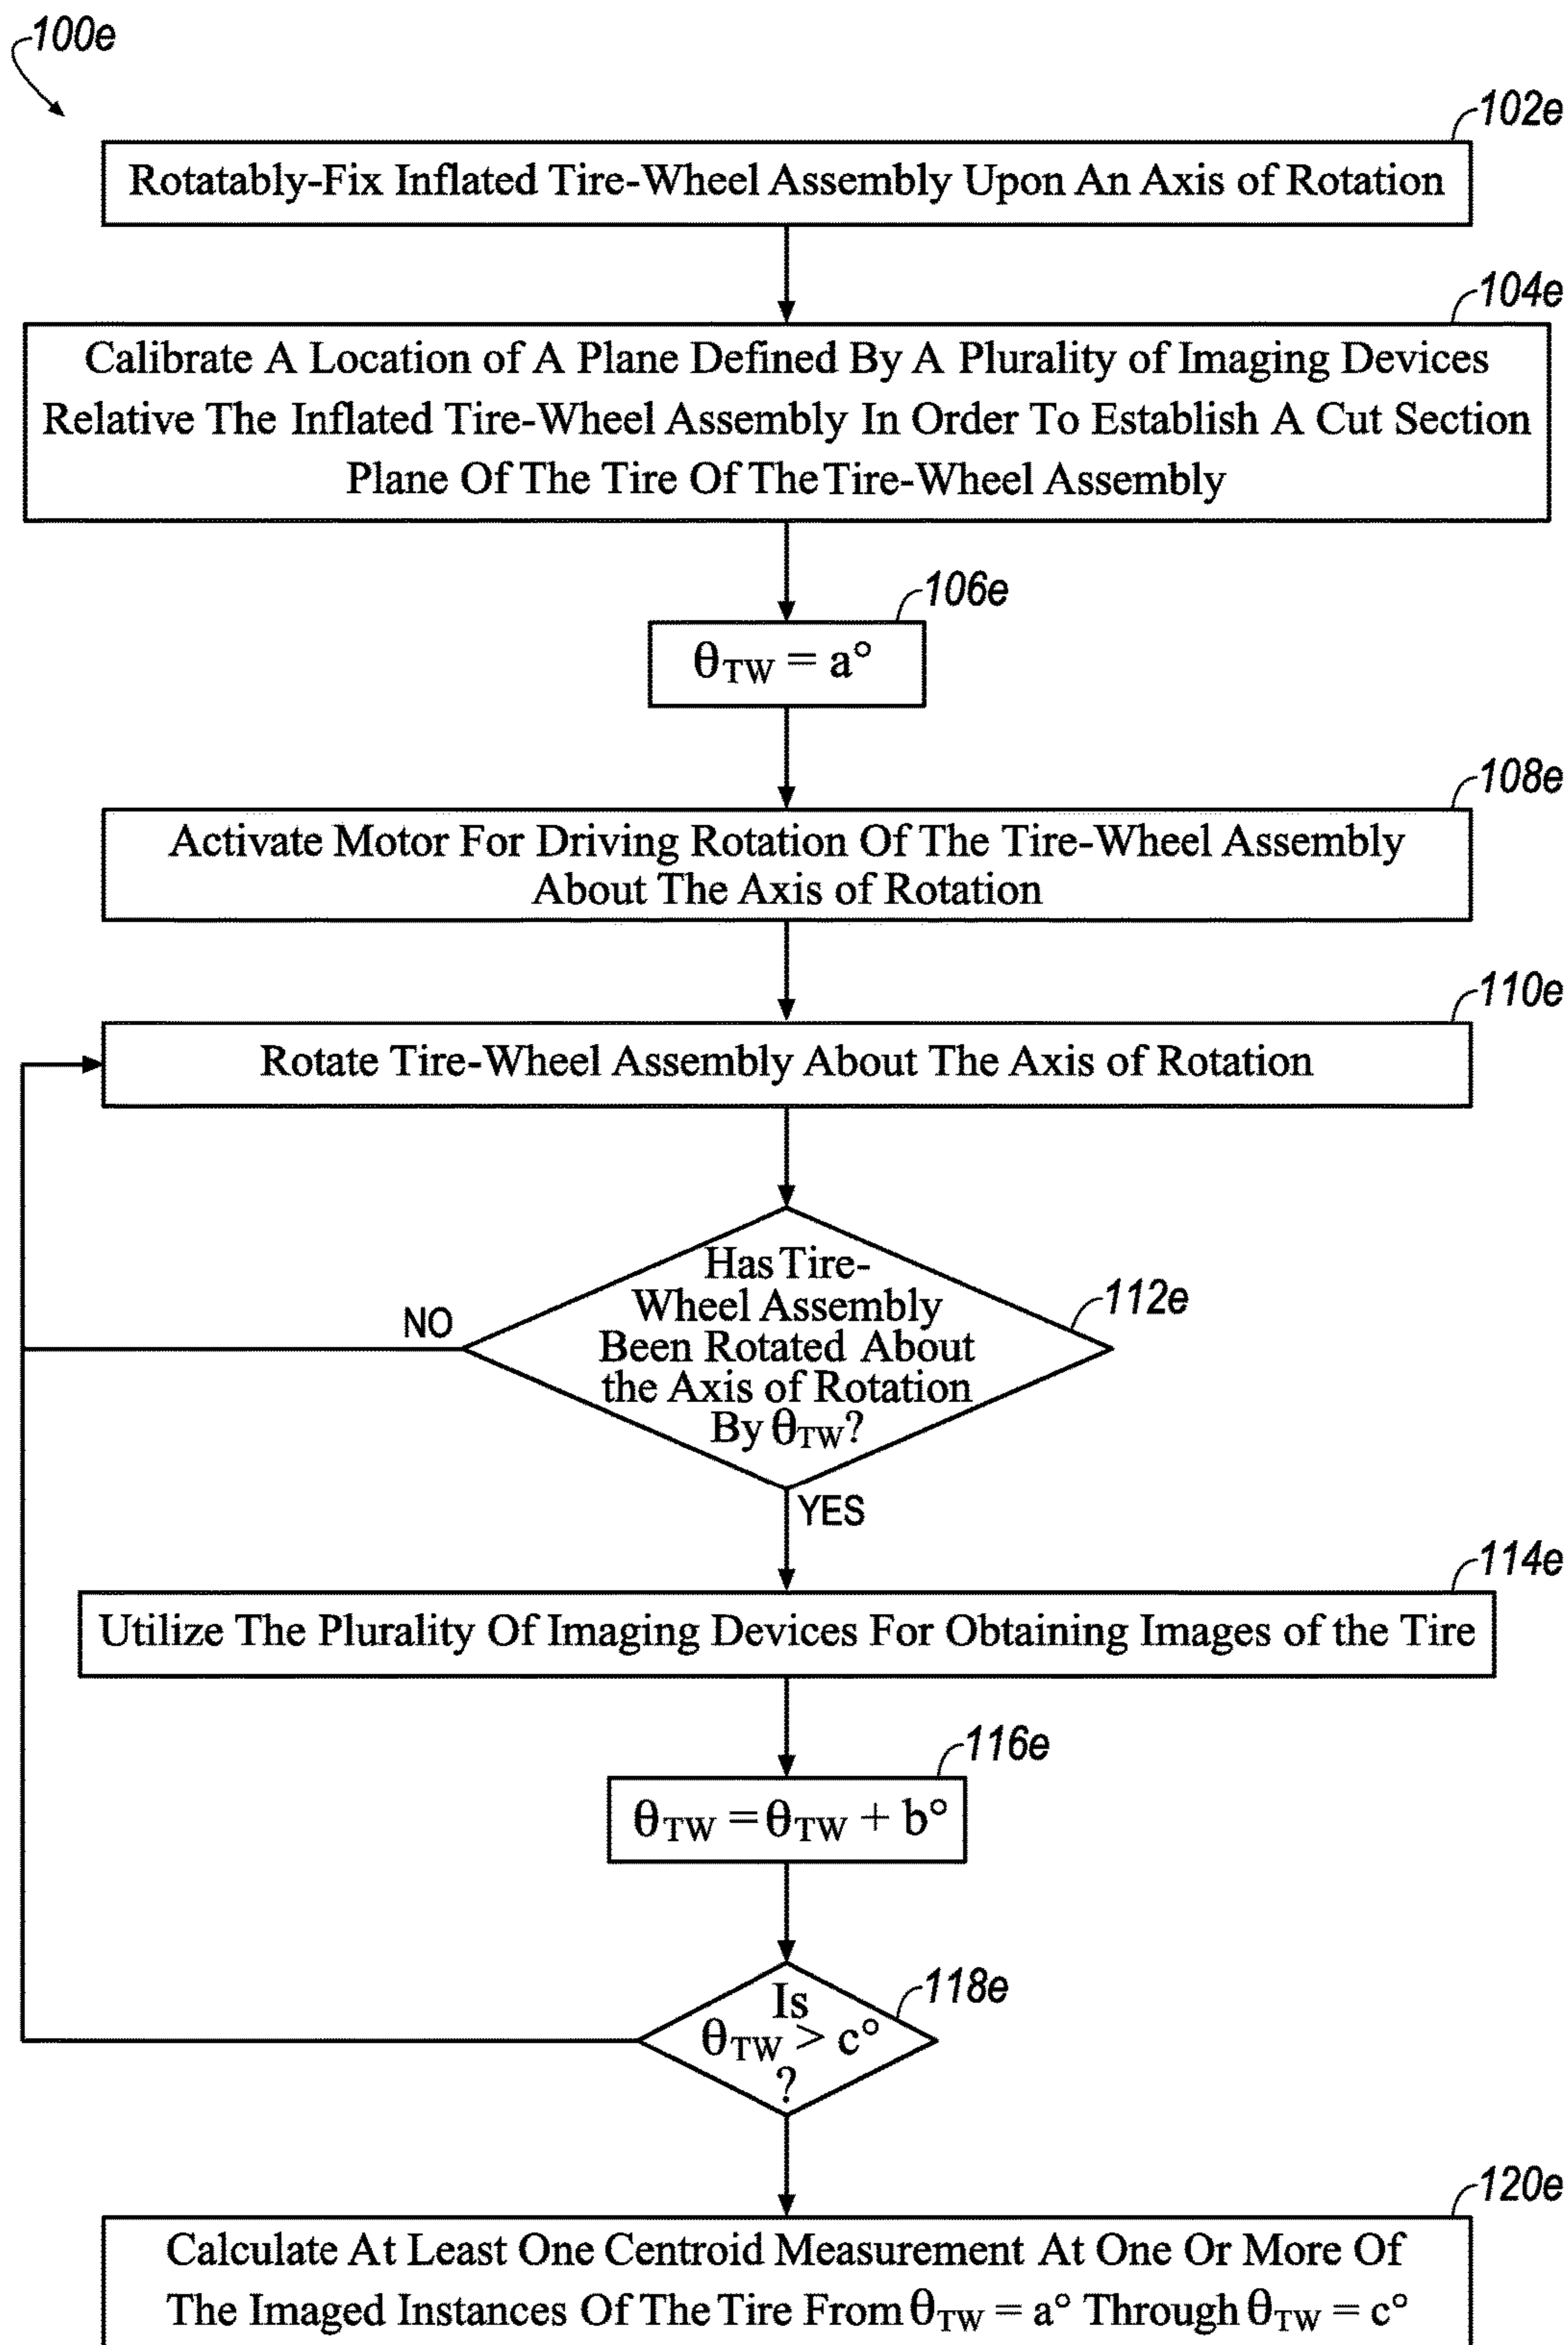 100e
102e
Rotatably-Fix Inflated Tire-Wheel Assembly Upon An Axis of Rotation
104e
Calibrate A Location of A Plane Defined By A Plurality of Imaging Devices
Relative The Inflated Tire-Wheel Assembly In Order To Establish A Cut Section
Plane Of The Tire Of The Tire-Wheel Assembly
106e
θTW = a°
108e
Activate Motor For Driving Rotation Of The Tire-Wheel Assembly
About The Axis of Rotation
110e
Rotate Tire-Wheel Assembly About The Axis of Rotation
112e
Has Tire-
Wheel Assembly
Been Rotated About
the Axis of Rotation
By θTW?
NO
YES
114e
Utilize The Plurality Of Imaging Devices For Obtaining Images of the Tire
116e
θTW = θTW + b°
118e
Is
θTW > c°
?
120e
Calculate At Least One Centroid Measurement At One Or More Of
The Imaged Instances Of The Tire From θTW = a° Through θTW = c°